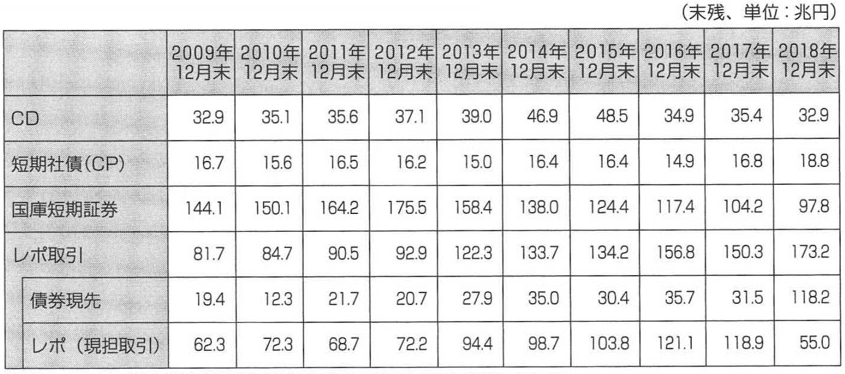 （末残、単位：兆円）
2009年 2010年 2011年 2012年 2013年 2014年 2015年 2016年 2017年 2018年
12月末 12月末 12月末 12月末 12月末 12月末 12月末 12月末 12月末 12月末
CD 32.9 35.1 35.6 37.1 39.0 46.9 48.5 34.9 35.4 32.9
短期社債（CP） 16.7 15.6 16.5 16.2 15.0 16.4 16.4 14.9 16.8 18.8
国庫短期証券 144.1 150.1 164.2 175.5 158.4 138.0 124.4 117.4 104.2 97.8
レポ取引 81.7 84.7 90.5 92.9 122.3 133.7 134.2 156.8 150.3 173.2
債券現先 19.4 12.3 21.7 20.7 27.9 35.0 30.4 35.7 31.5 118.2
レポ（現担取引） 62.3 72.3 68.7 72.2 94.4 98.7 103.8 121.1 118.9 55.0